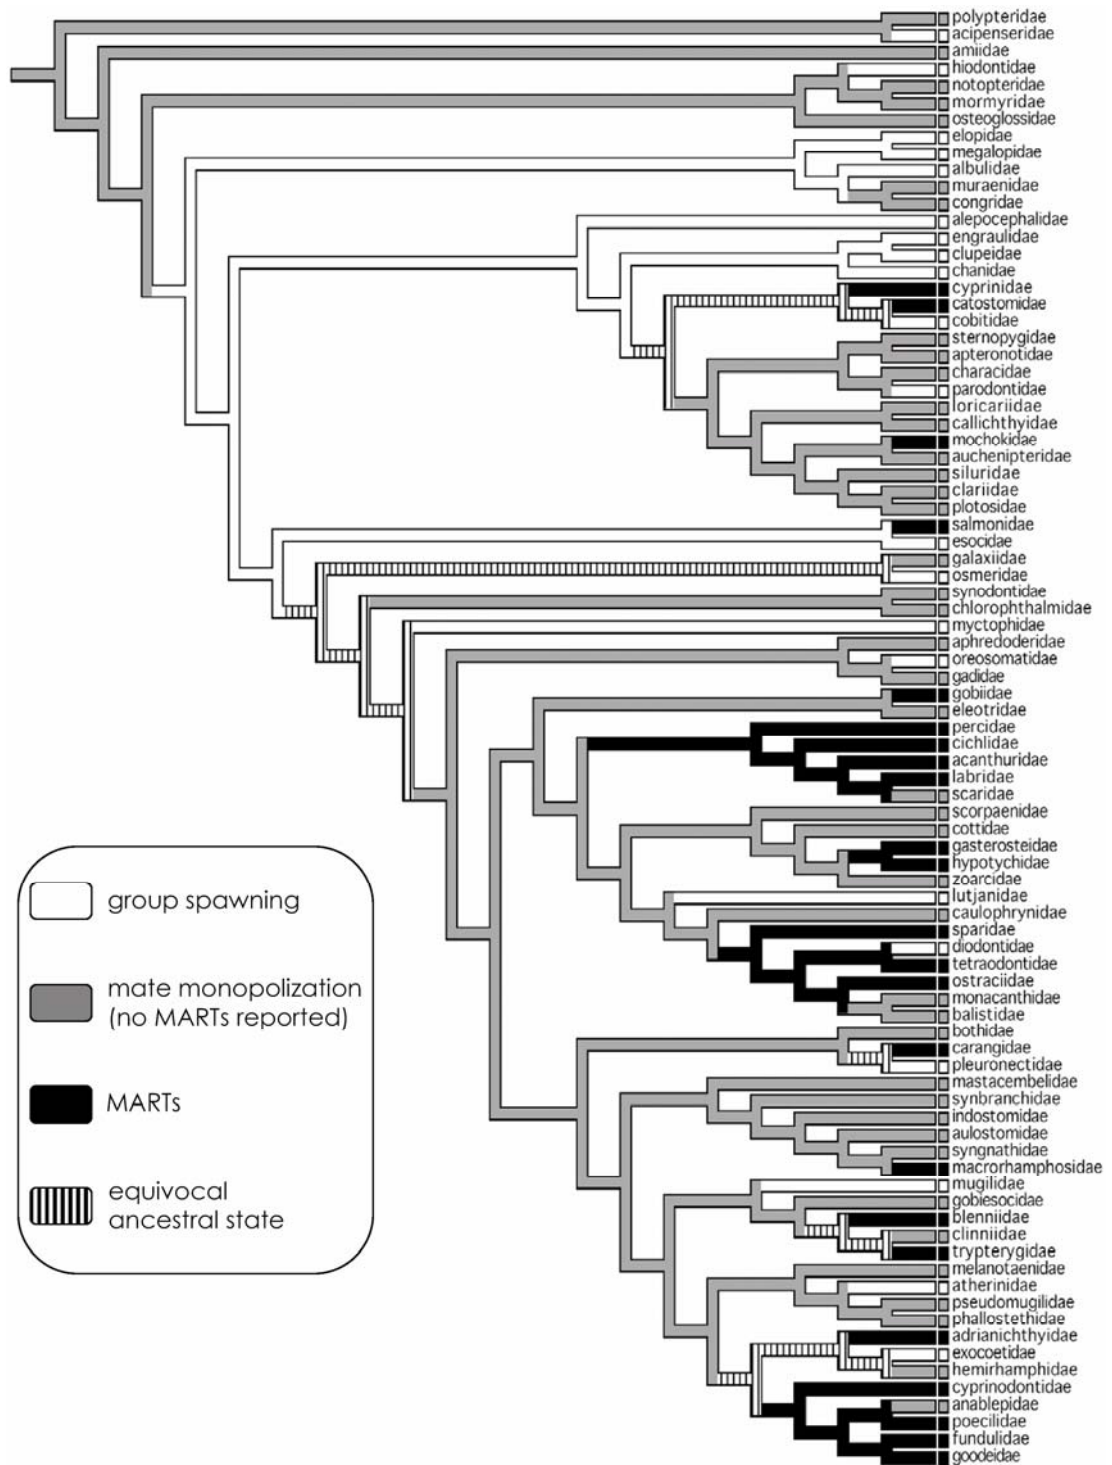 polypteridae
acipenseridae
amiidae
hiodontidae
notopteridae
mormyridae
osteoglossidae
elopidae
megalopidae
albulidae
muraenidae
congridae
alepocephalidae
engraulidae
clupeidae
chanidae
cyprinidae
catostomidae
cobitidae
sternopygidae
apteronotidae
characidae
parodontidae
loricariidae
callichthyidae
mochokidae
auchenipteridae
siluridae
clariidae
plotosidae
salmonidae
esocidae
galaxiidae
osmeridae
synodontidae
chlorophthalmidae
myctophidae
aphredoderidae
oreosomatidae
gadidae
gobiidae
eleotridae
percidae
cichlidae
acanthuridae
labridae
scaridae
scorpaenidae
cottidae
gasterosteidae
hypotychidae
zoarcidae
lutjanidae
caulophrynidae
sparidae
diodontidae
tetraodontidae
ostraciidae
monacanthidae
balistidae
bothidae
carangidae
pleuronectidae
mastacembelidae
synbranchidae
indostomidae
aulostomidae
syngnathidae
macrorhamphosidae
mugilidae
gobiesocidae
blenniidae
clinniidae
trypterygidae
melanotaenidae
atherinidae
pseudomugilidae
phallostethidae
adrianichthyidae
exocoetidae
hemirhamphidae
cyprinodontidae
anablepidae
poecilidae
fundulidae
goodeidae
group spawning
mate monopolization
(no MARTs reported)
MARTs
equivocal
ancestral state